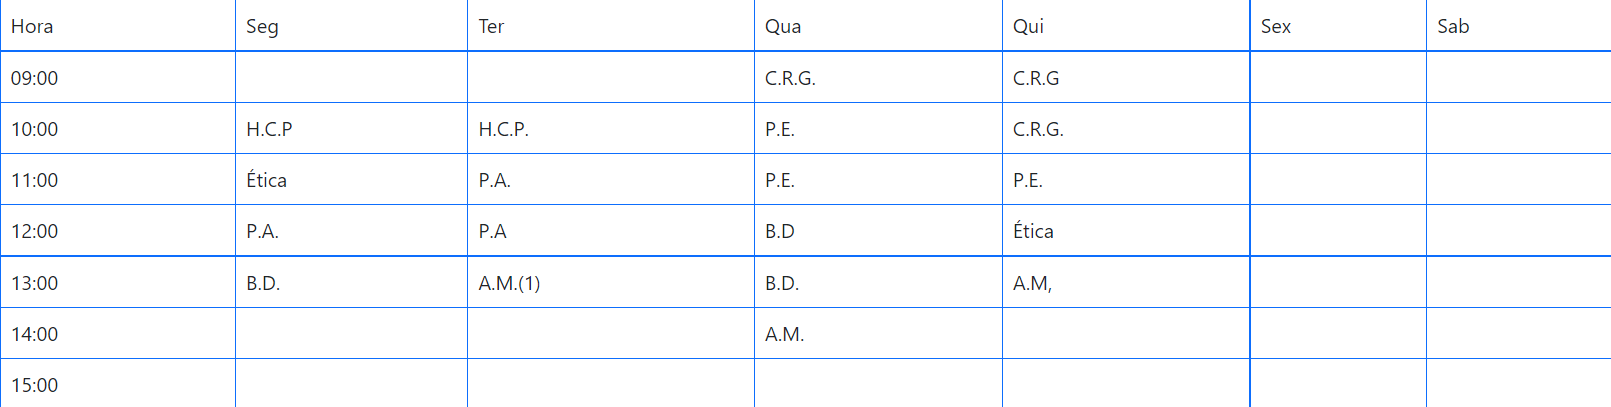 Hora Seg Ter Qua Qui Sex Sab
09:00 C.R.G. C.R.G
10:00 H.C.P H.C.P. P.E. C.R.G.
11:00 Ética P.A. P.E. P.E.
12:00 P.A. P.A B.D Ética
13:00 B.D. A.M.(1) B.D. A.M,
14:00 A.M.
15:00